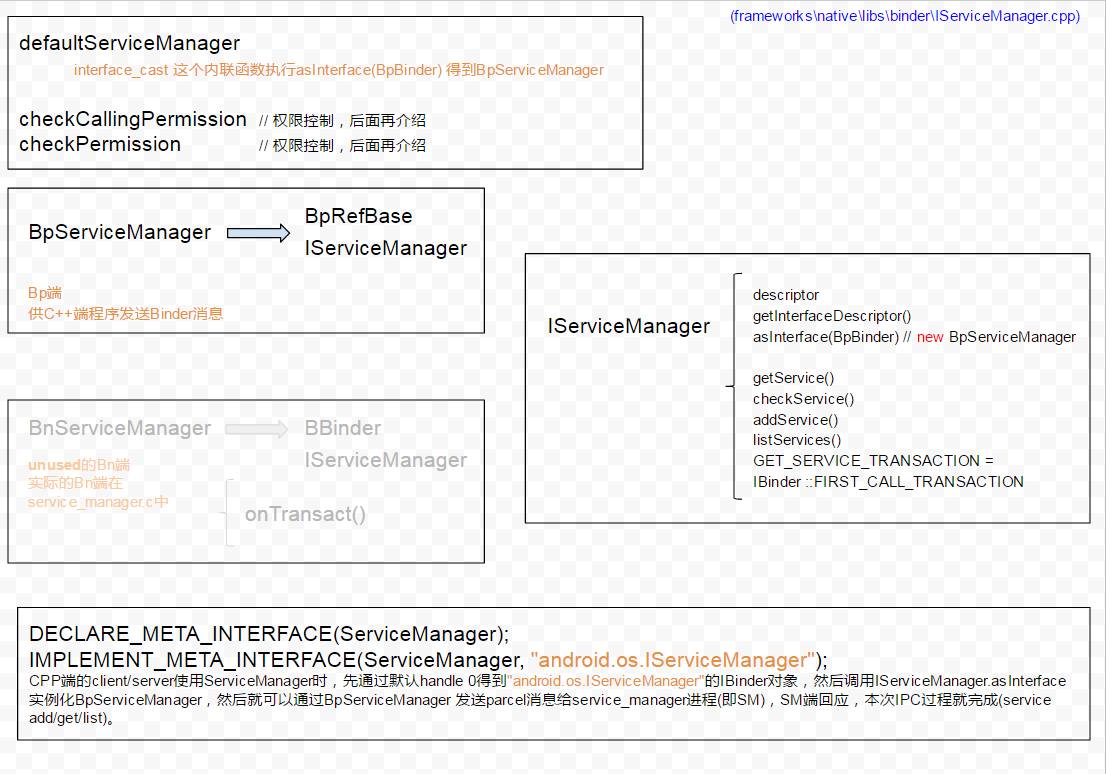 (frameworks\native\libs\binder\IServiceManager.cpp)
defaultServiceManager
interface_cast 这个内联函数执行asInterface(BpBinder) 得到BpServiceManager
checkCallingPermission // 权限控制，后面再介绍
checkPermission // 权限控制，后面再介绍
BpServiceManager
BpRefBase
IServiceManager
Bp端
供C++端程序发送Binder消息
IServiceManager
descriptor
getInterfaceDescriptor()
asInterface(BpBinder) // new BpServiceManager
getService()
checkService()
addService()
listServices()
GET_SERVICE_TRANSACTION =
IBinder ::FIRST_CALL_TRANSACTION
BnServiceManager
BBinder
IServiceManager
unused的Bn端
实际的Bn端在
service_manager.c中
onTransact()
DECLARE_META_INTERFACE(ServiceManager);
IMPLEMENT_META_INTERFACE(ServiceManager, "android.os.IServiceManager");
CPP端的client/server使用ServiceManager时，先通过默认handle 0得到"android.os.IServiceManager"的IBinder对象，然后调用IServiceManager.asInterface
实例化BpServiceManager，然后就可以通过BpServiceManager 发送parcel消息给service_manager进程(即SM)，SM端回应，本次IPC过程就完成(service
add/get/list)。